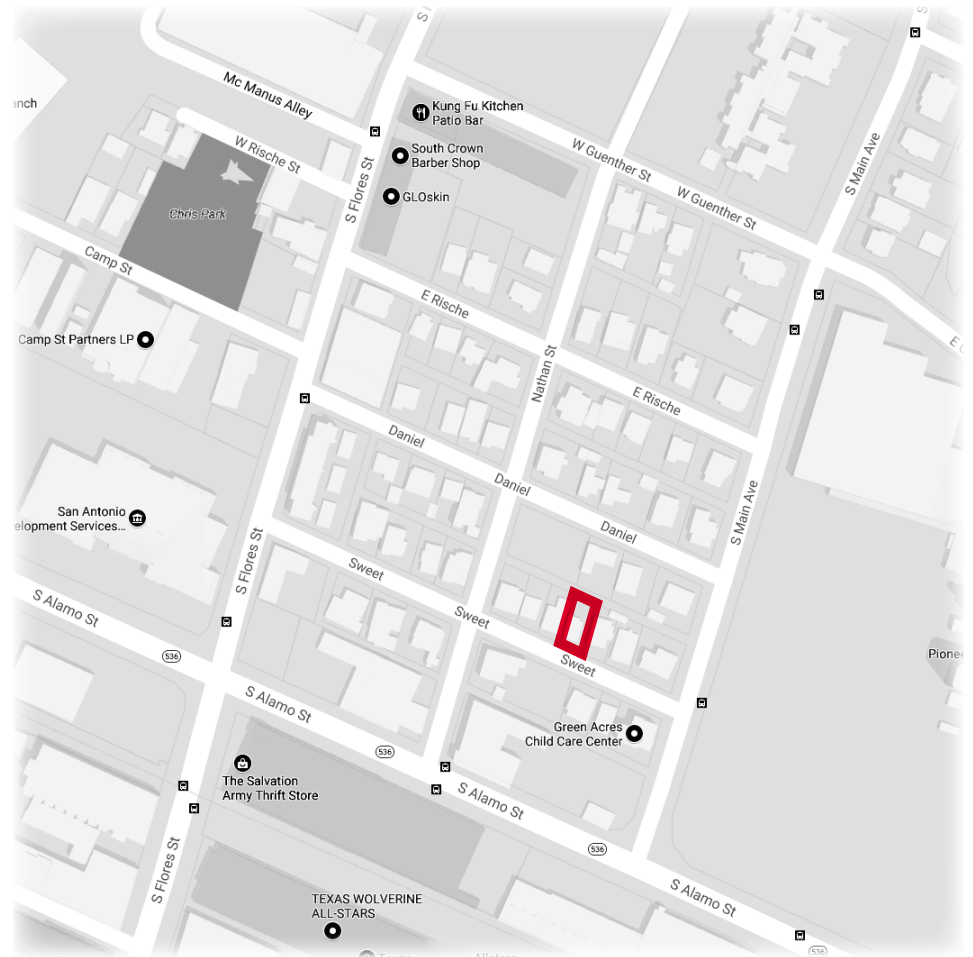 S
S
Mc Manus Alley
anch
Kung Fu Kitchen
Patio Bar
W Rische St
South Crown
Barber Shop
W Guenther St
S Main Ave
S Flores St
GLOskin
W Guenther St
Chris Park
Camp St
E Rische
E
Camp St Partners LP
Nathan St
E Rische
Daniel
Daniel
San Antonio
elopment Services...
S Main Ave
Daniel
S Flores St
Sweet
S Alamo St
Sweet
536
Sweet
Pionee
S Alamo St
Green Acres
Child Care Center
536
The Salvation
Army Thrift Store
S Alamo St
536
S Flores St
S Alamo St
TEXAS WOLVERINE
ALL-STARS
536